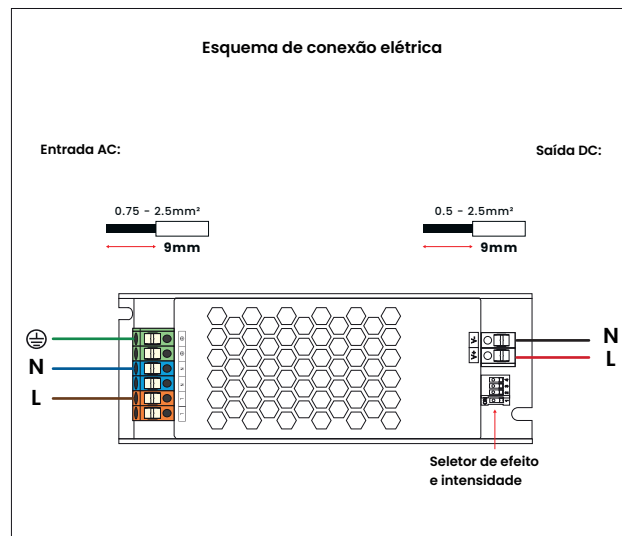 Esquema de conexão elétrica
Entrada AC:
Saída DC:
0.75 - 2.5mm²
9mm
0.5 - 2.5mm²
9mm
N
L
V-
V+
N
L
Seletor de efeito
e intensidade